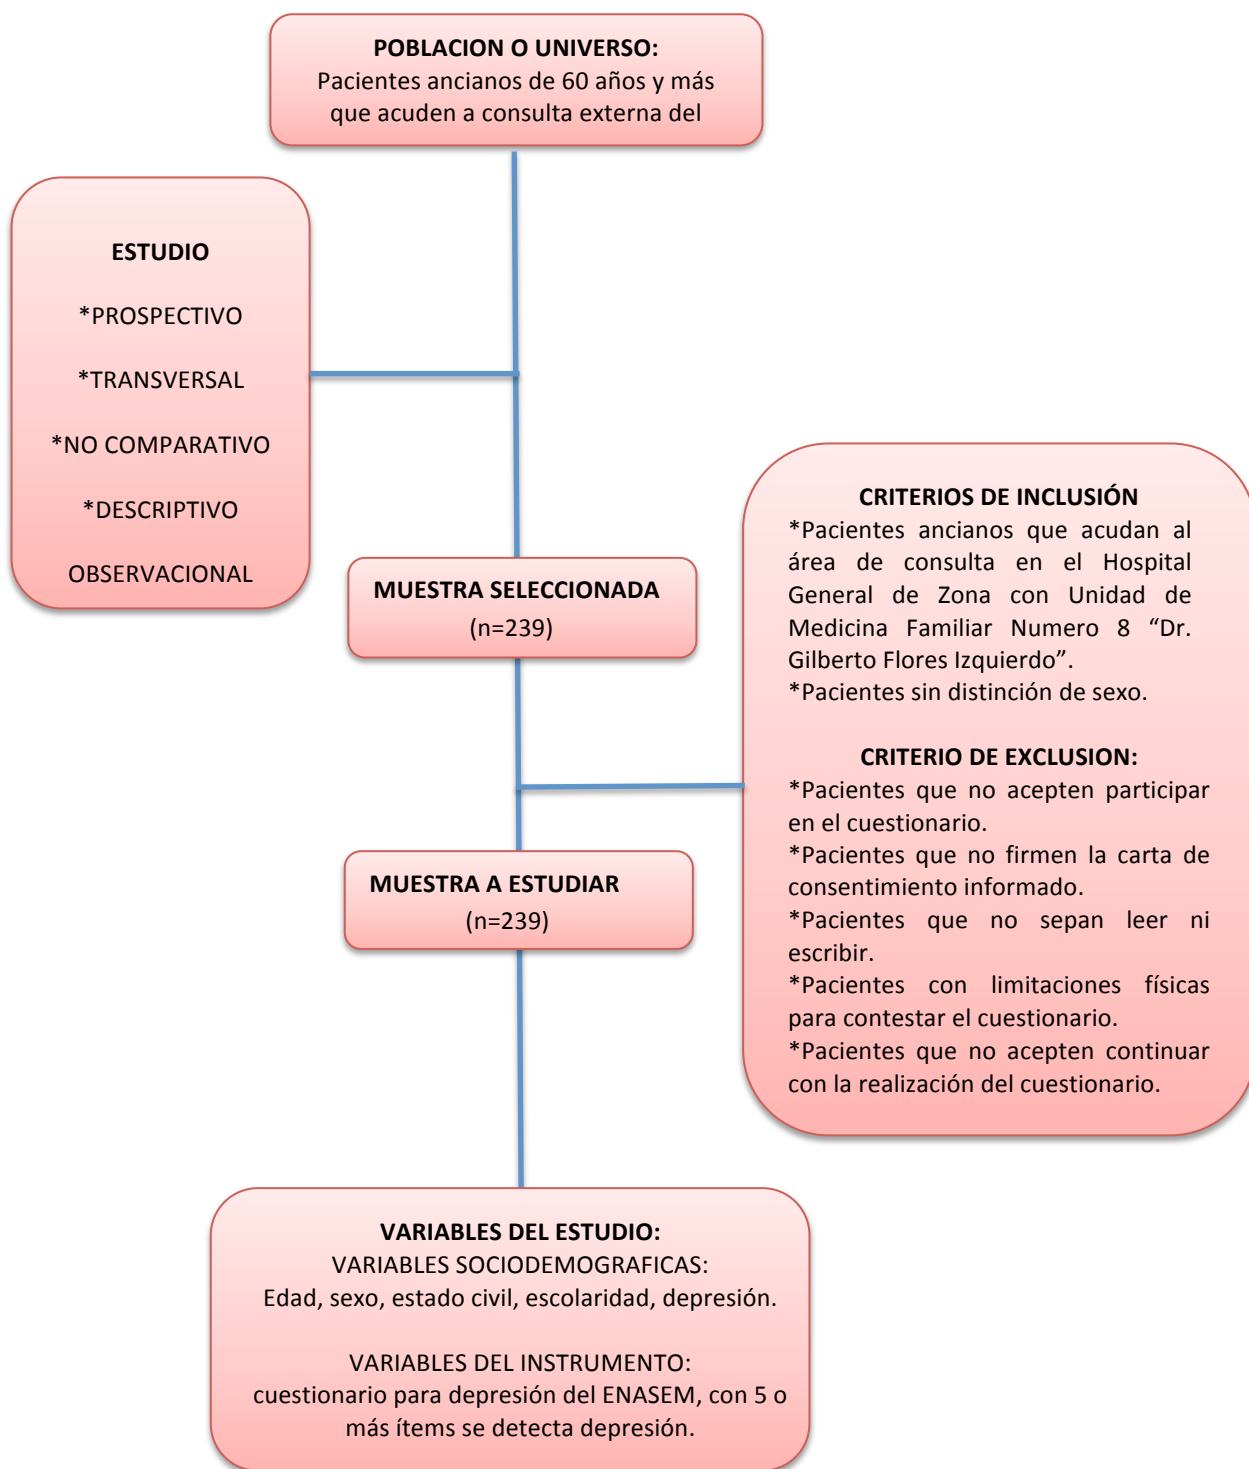 POBLACION O UNIVERSO:
Pacientes ancianos de 60 años y más
que acuden a consulta externa del
ESTUDIO
*PROSPECTIVO
*TRANSVERSAL
*NO COMPARATIVO
*DESCRIPTIVO
OBSERVACIONAL
MUESTRA SELECCIONADA
(n=239)
CRITERIOS DE INCLUSIÓN
*Pacientes ancianos que acudan al
área de consulta en el Hospital
General de Zona con Unidad de
Medicina Familiar Numero 8 “Dr.
Gilberto Flores Izquierdo”.
*Pacientes sin distinción de sexo.
CRITERIO DE EXCLUSION:
*Pacientes que no acepten participar
en el cuestionario.
*Pacientes que no firmen la carta de
consentimiento informado.
*Pacientes que no sepan leer ni
escribir.
*Pacientes con limitaciones físicas
para contestar el cuestionario.
*Pacientes que no acepten continuar
con la realización del cuestionario.
MUESTRA A ESTUDIAR
(n=239)
VARIABLES DEL ESTUDIO:
VARIABLES SOCIODEMOGRAFICAS:
Edad, sexo, estado civil, escolaridad, depresión.
VARIABLES DEL INSTRUMENTO:
cuestionario para depresión del ENASEM, con 5 o
más ítems se detecta depresión.